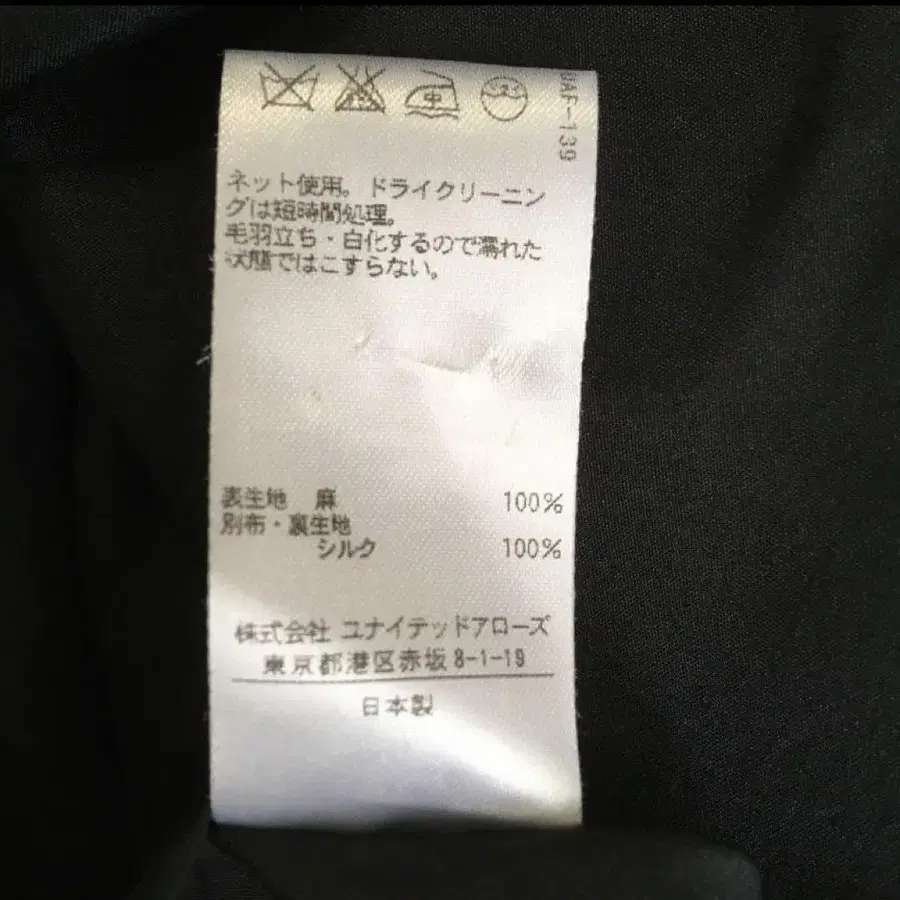 UAF-139
中
ネット使用。ドライクリーニン
グは短時間処理。
毛羽立ち・白化するので濡れた
状態ではこすらない。
表生地 麻 100%
別布・裏生地
シルク 100%
株式会社 ユナイテッドアローズ
東京都港区赤坂8-1-19
日本製